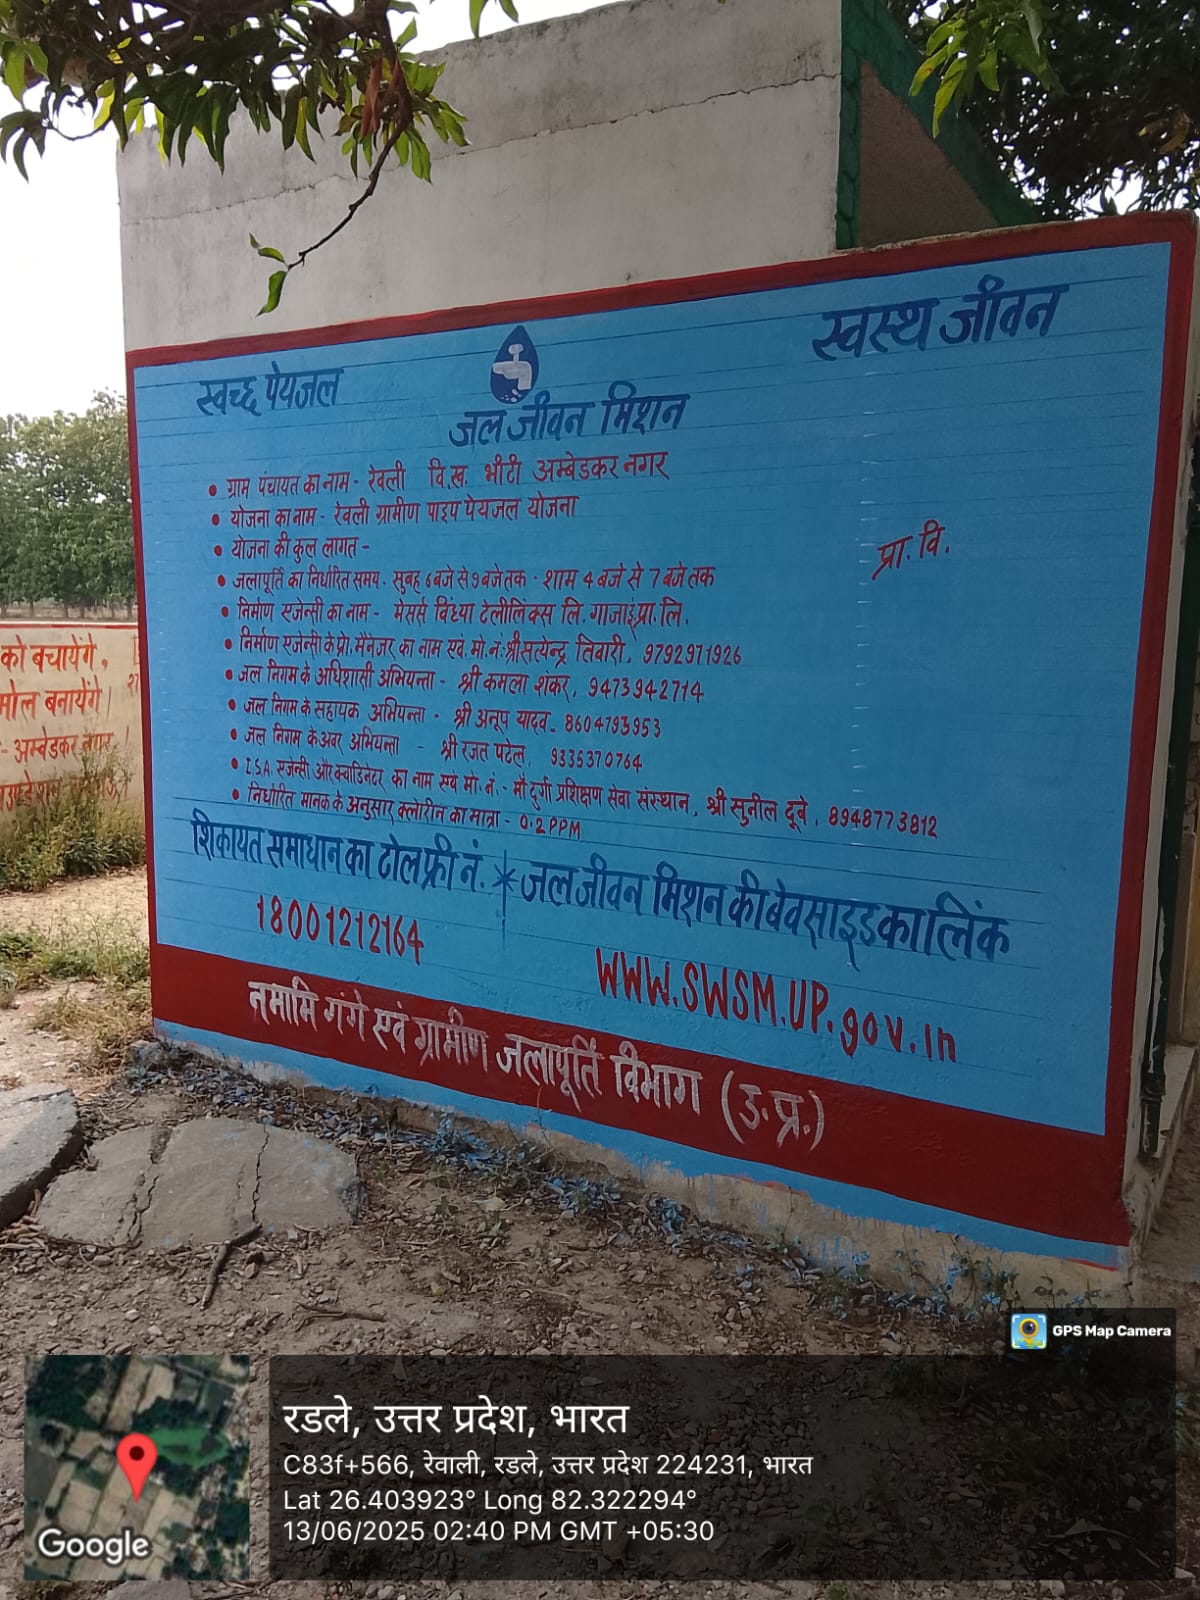 स्वच्छ पेयजल
स्वस्थ जीवन
जल जीवन मिशन
• ग्राम पंचायत का नाम - रेवली वि.ख. भीटी अम्बेडकर नगर
• योजना का नाम - रेवली ग्रामीण पाइप पेयजल योजना
• योजना की कुल लागत -
प्रा. वि.
• जलापूर्ति का निर्धारित समय - सुबह 6 बजे से 9 बजे तक - शाम 4 बजे से 7 बजे तक
• निर्माण एजेन्सी का नाम - मेसर्स विंध्या टेलीलिंक्स लि. गाजाइंप्रा. लि.
• निर्माण एजेन्सी के प्रो. मैनेजर का नाम एवं मो. नं. श्री सत्येन्द्र तिवारी, 9792971926
• जल निगम के अधिशासी अभियन्ता - श्री कमला शंकर, 9473942714
• जल निगम के सहायक अभियन्ता - श्री अनूप यादव - 8604793953
• जल निगम के अवर अभियन्ता - श्री रजत पटेल, 9335370764
• I.S.A. एजेन्सी और क्वार्डिनेटर का नाम एवं मो. नं. - माँ दुर्गा प्रशिक्षण सेवा संस्थान, श्री सुनील दूबे, 8948773812
• निर्धारित मानक के अनुसार क्लोरिन का मात्रा - 0.2 PPM
शिकायत समाधान का टोल फ्री नं. * जल जीवन मिशन की वेवसाइड का लिंक
18001212164
WWW.SWSM.UP.gov.in
नमामि गंगे एवं ग्रामीण जलापूर्ति विभाग (उ.प्र.)
को बचायेंगे,
मोल बनायेंगे।
- अम्बेडकर नगर
GPS Map Camera
रडले, उत्तर प्रदेश, भारत
C83f+566, रेवाली, रडले, उत्तर प्रदेश 224231, भारत
Lat 26.403923° Long 82.322294°
13/06/2025 02:40 PM GMT +05:30
Google